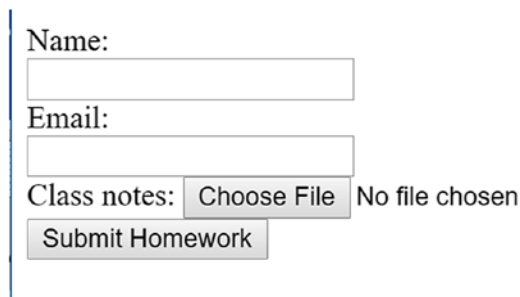 Name:
Email:
Class notes: Choose File No file chosen
Submit Homework